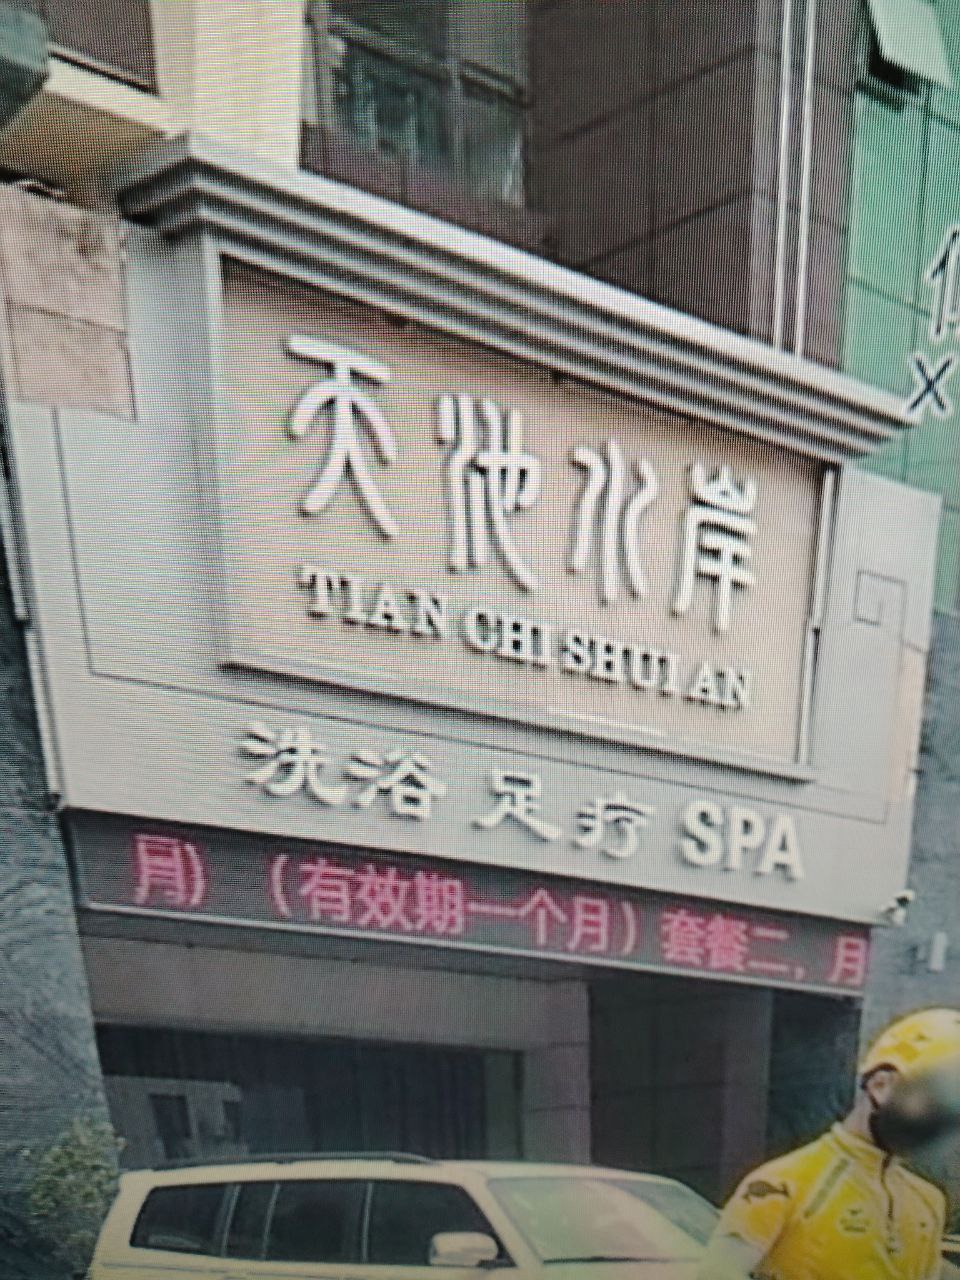 天池水岸
TIAN CHI SHUI AN
洗浴 足疗 SPA
月) (有效期一个月) 套餐二, 月
X